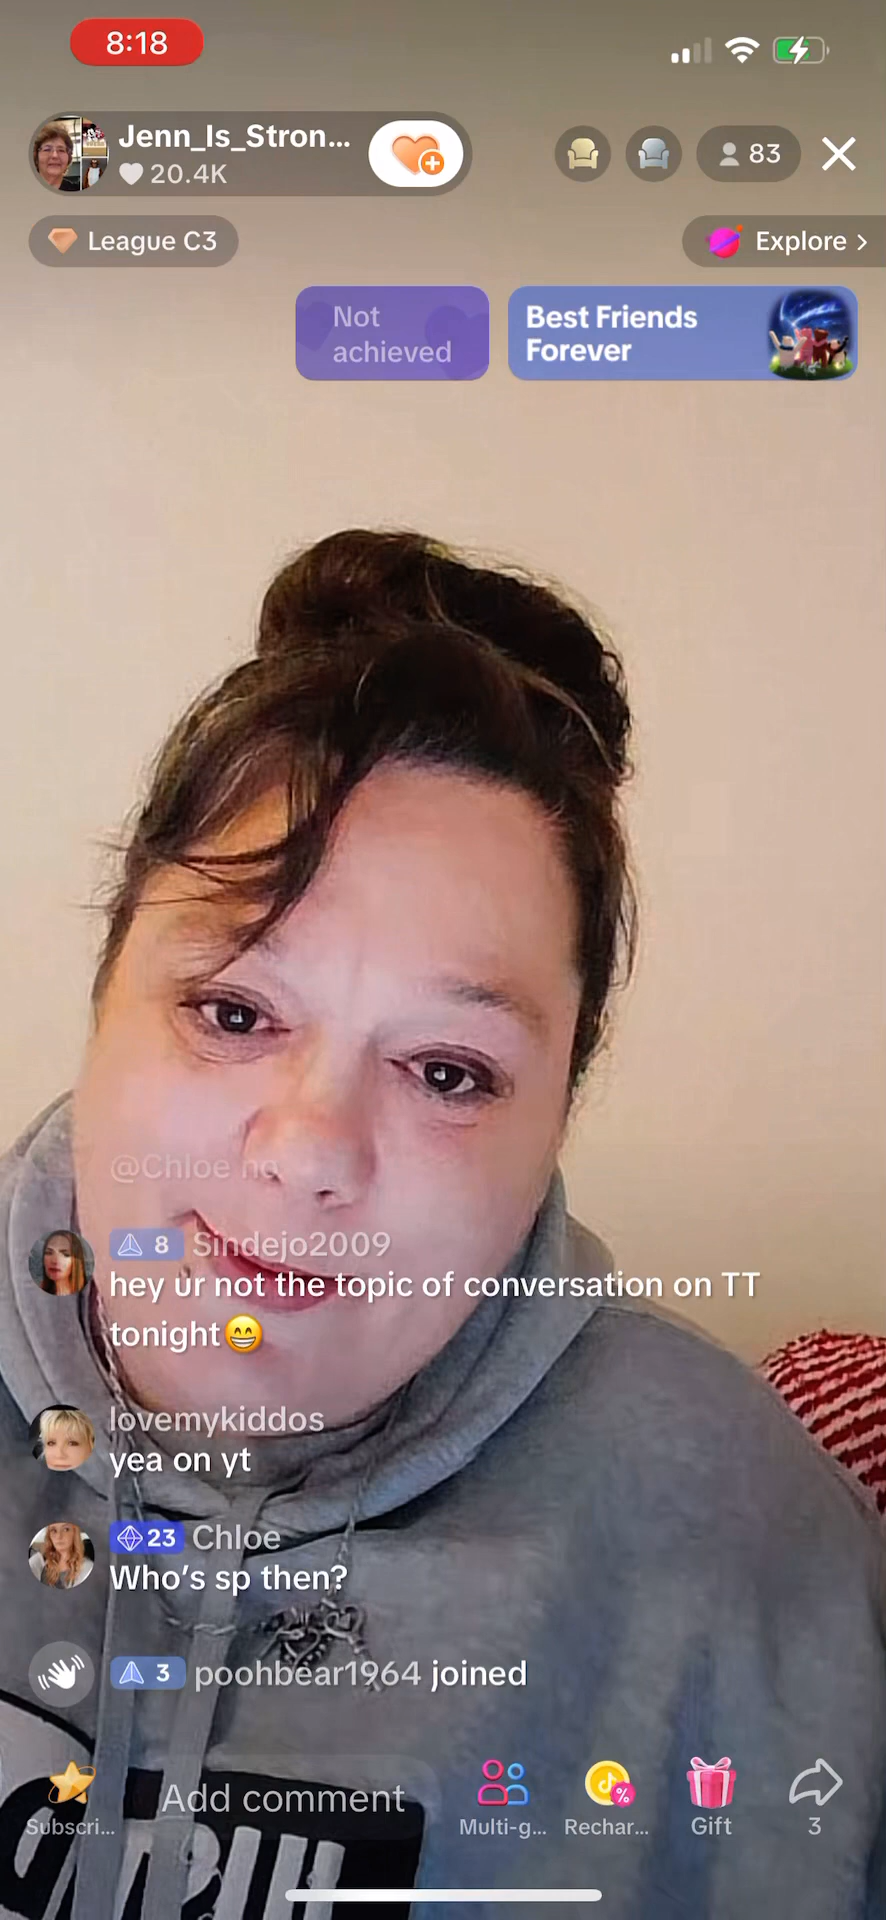 8:18
Jenn_Is_Stron...
20.4K
83
League C3
Explore >
Not
achieved
Best Friends
Forever
@Chloe no
8 Sindejo2009
hey ur not the topic of conversation on TT
tonight😁
lovemykiddos
yea on yt
23 Chloe
Who's sp then?
3 poohbear1964 joined
Add comment
Subscri...
Multi-g...
Rechar...
Gift
3